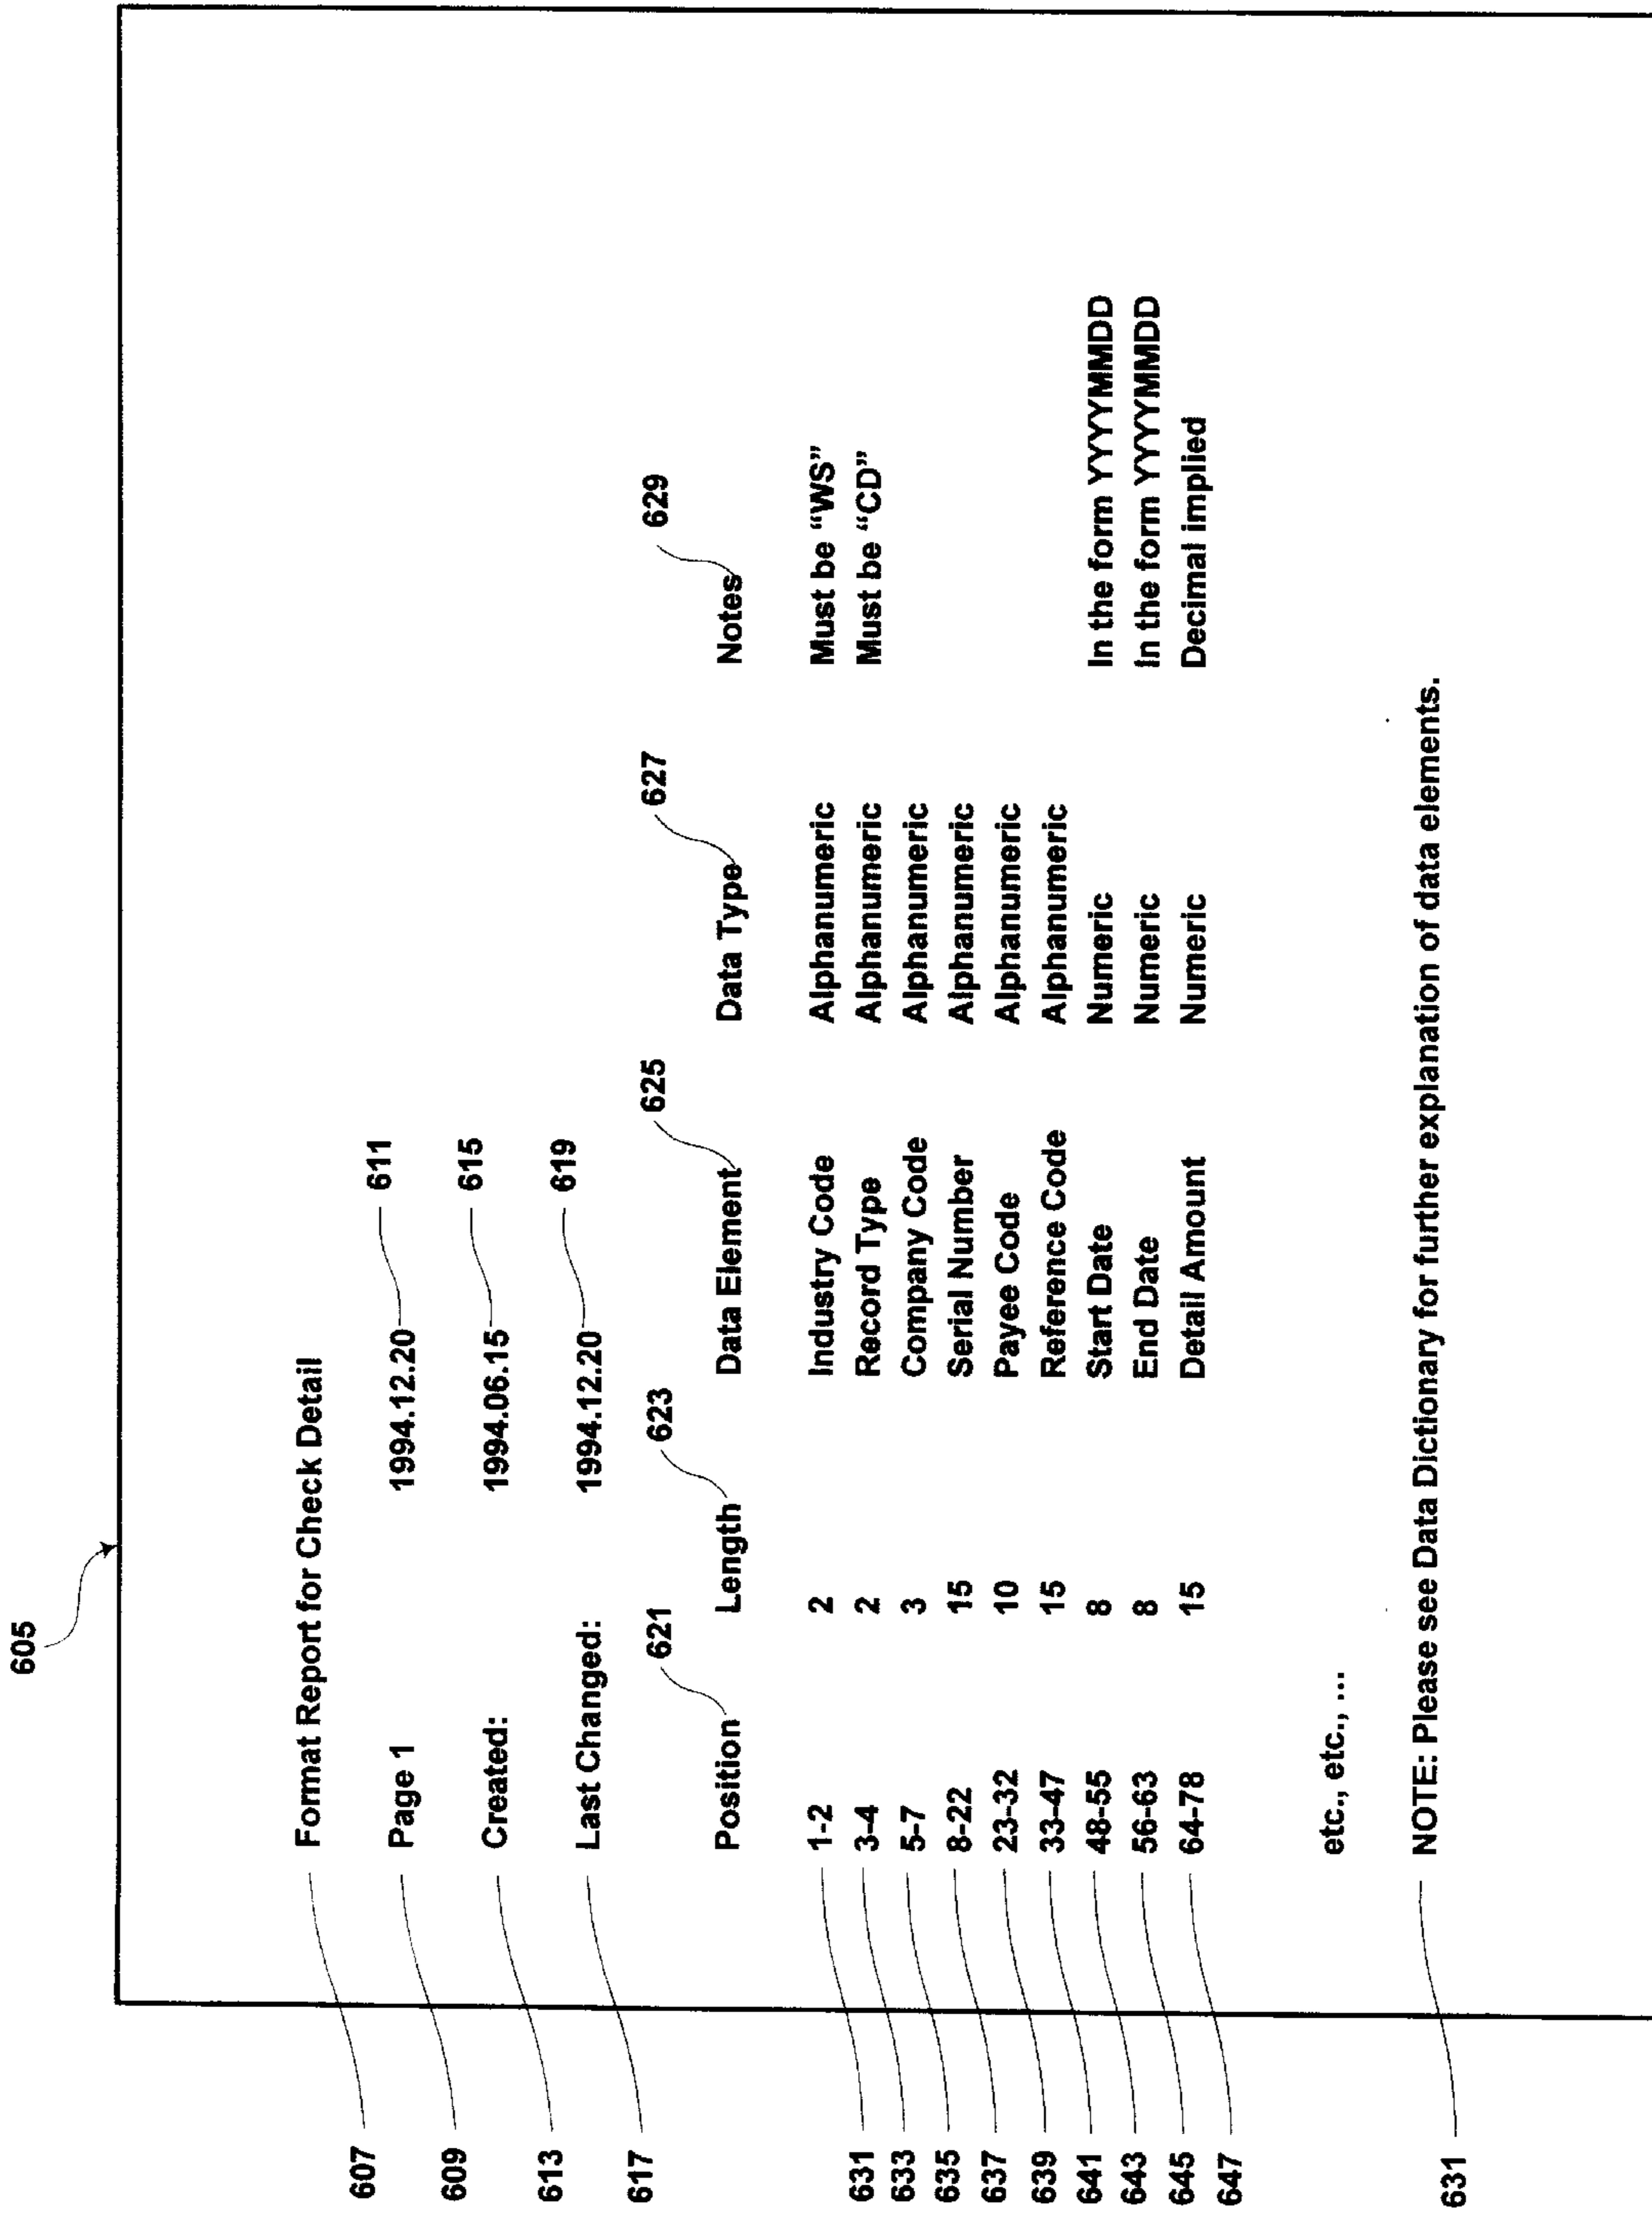 605
607 Format Report for Check Detail
609 Page 1 1994.12.20 611
613 Created: 1994.06.15 615
617 Last Changed: 1994.12.20 619
621 623 625 627 629
Position Length Data Element Data Type Notes
631 1-2 2 Industry Code Alphanumeric Must be “WS”
633 3-4 2 Record Type Alphanumeric Must be “CD”
635 5-7 3 Company Code Alphanumeric
637 8-22 15 Serial Number Alphanumeric
639 23-32 10 Payee Code Alphanumeric
641 33-47 15 Reference Code Alphanumeric
643 48-55 8 Start Date Numeric In the form YYYYMMDD
645 56-63 8 End Date Numeric In the form YYYYMMDD
647 64-78 15 Detail Amount Numeric Decimal implied
etc., etc., ...
631 NOTE: Please see Data Dictionary for further explanation of data elements.